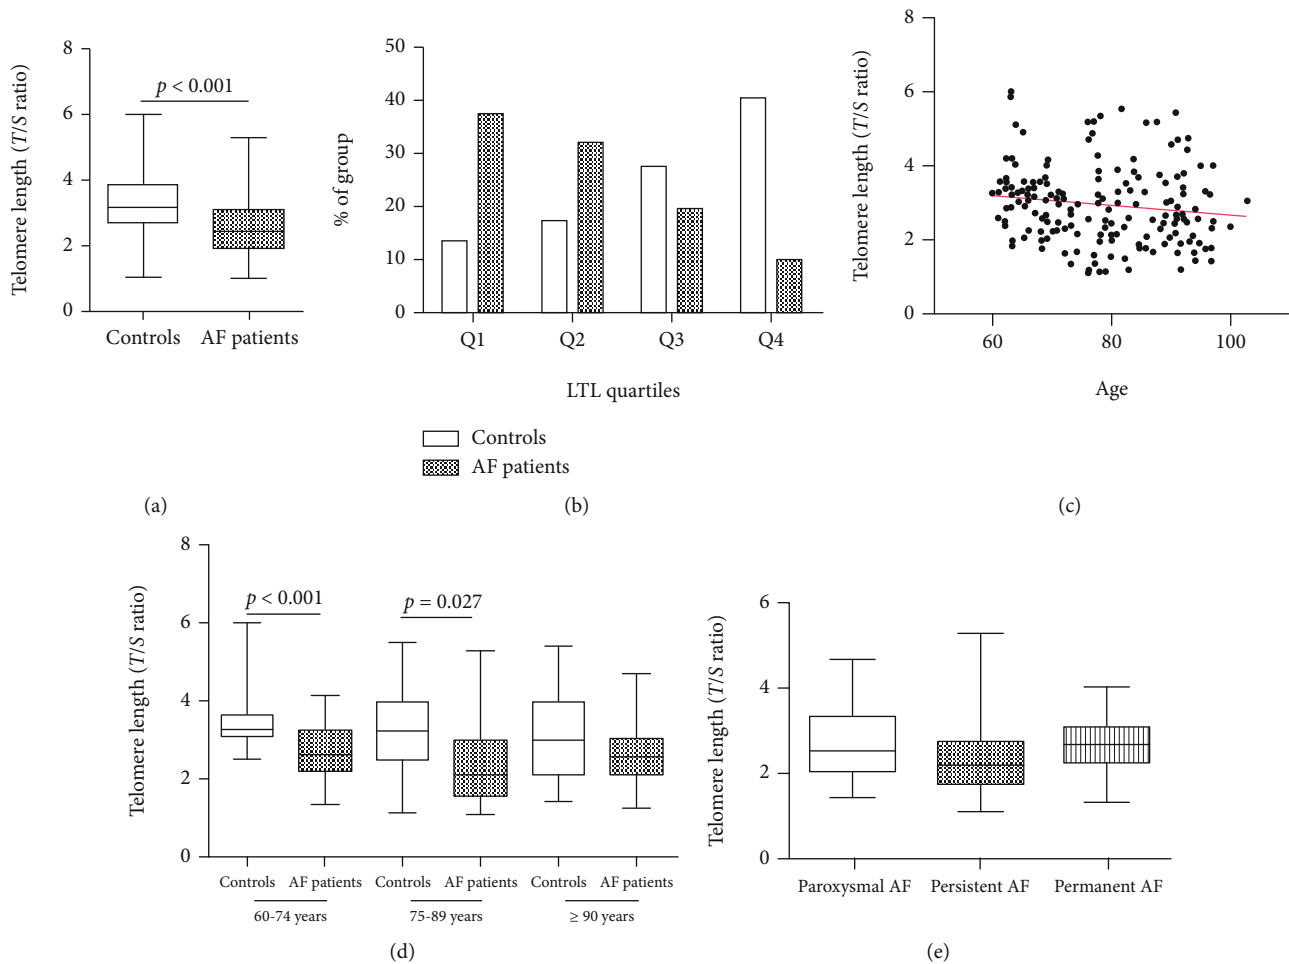 8
6
4
2
0
Telomere length (T/S ratio)
p < 0.001
Controls
AF patients
(a)
50
40
30
20
10
0
% of group
Q1
Q2
Q3
Q4
LTL quartiles
Controls
AF patients
(b)
8
6
4
2
0
Telomere length (T/S ratio)
60
80
100
Age
(c)
8
6
4
2
0
Telomere length (T/S ratio)
p < 0.001
p = 0.027
Controls
AF patients
Controls
AF patients
Controls
AF patients
60-74 years
75-89 years
≥ 90 years
(d)
6
4
2
0
Telomere length (T/S ratio)
Paroxysmal AF
Persistent AF
Permanent AF
(e)